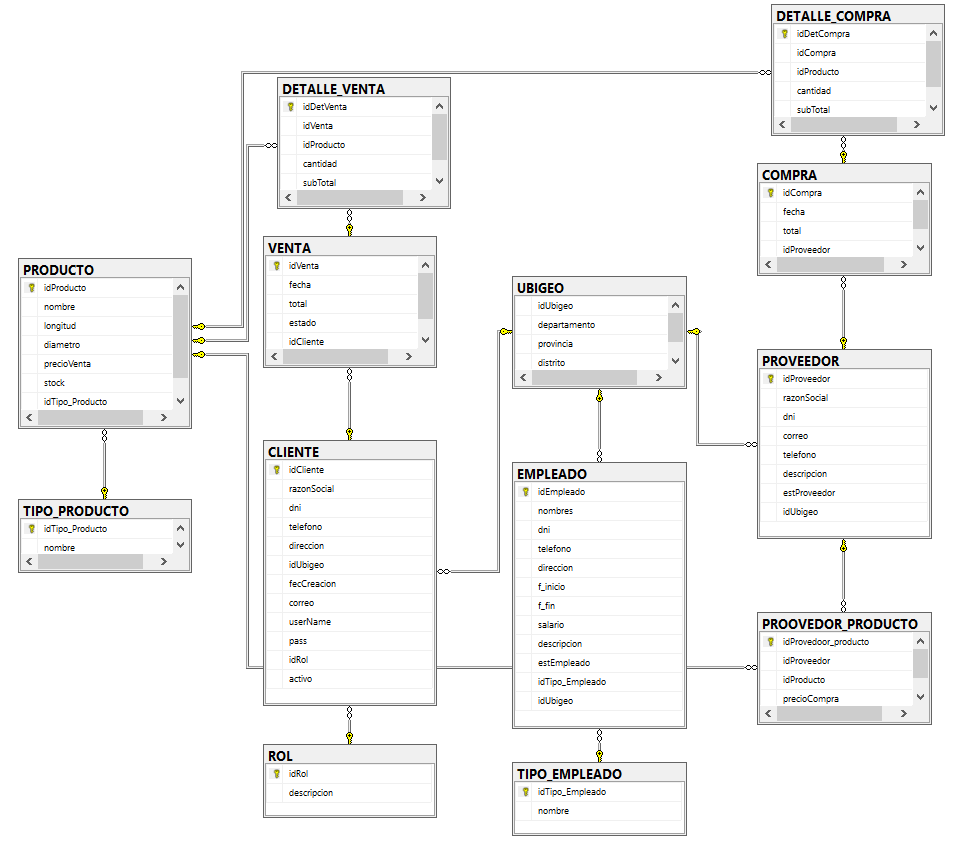 DETALLE_COMPRA
idDetCompra
idCompra
idProducto
cantidad
subTotal
DETALLE_VENTA
idDetVenta
idVenta
idProducto
cantidad
subTotal
COMPRA
idCompra
fecha
total
idProveedor
VENTA
idVenta
fecha
total
estado
idCliente
PRODUCTO
idProducto
nombre
longitud
diametro
precioVenta
stock
idTipo_Producto
UBIGEO
idUbigeo
departamento
provincia
distrito
PROVEEDOR
idProveedor
razonSocial
dni
correo
telefono
descripcion
estProveedor
idUbigeo
CLIENTE
idCliente
razonSocial
dni
telefono
direccion
idUbigeo
fecCreacion
correo
userName
pass
idRol
activo
EMPLEADO
idEmpleado
nombres
dni
telefono
direccion
f_inicio
f_fin
salario
descripcion
estEmpleado
idTipo_Empleado
idUbigeo
TIPO_PRODUCTO
idTipo_Producto
nombre
PROOVEDOR_PRODUCTO
idProvedoor_producto
idProveedor
idProducto
precioCompra
ROL
idRol
descripcion
TIPO_EMPLEADO
idTipo_Empleado
nombre